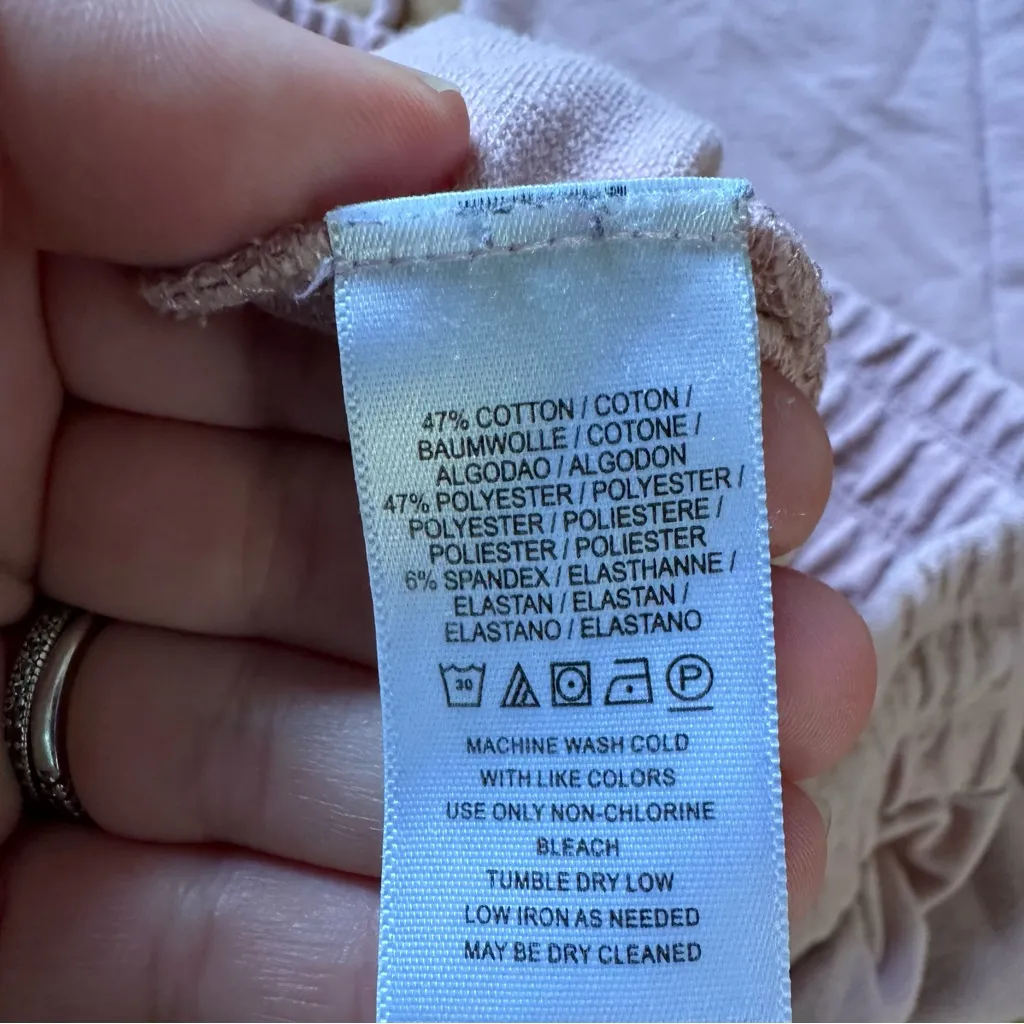 47% COTTON / COTON /
BAUMWOLLE / COTONE /
ALGODAO / ALGODON
47% POLYESTER / POLYESTER /
POLYESTER / POLIESTERE /
POLIESTER / POLIESTER
6% SPANDEX / ELASTHANNE /
ELASTAN / ELASTAN /
ELASTANO / ELASTANO
30 P
MACHINE WASH COLD
WITH LIKE COLORS
USE ONLY NON-CHLORINE
BLEACH
TUMBLE DRY LOW
LOW IRON AS NEEDED
MAY BE DRY CLEANED